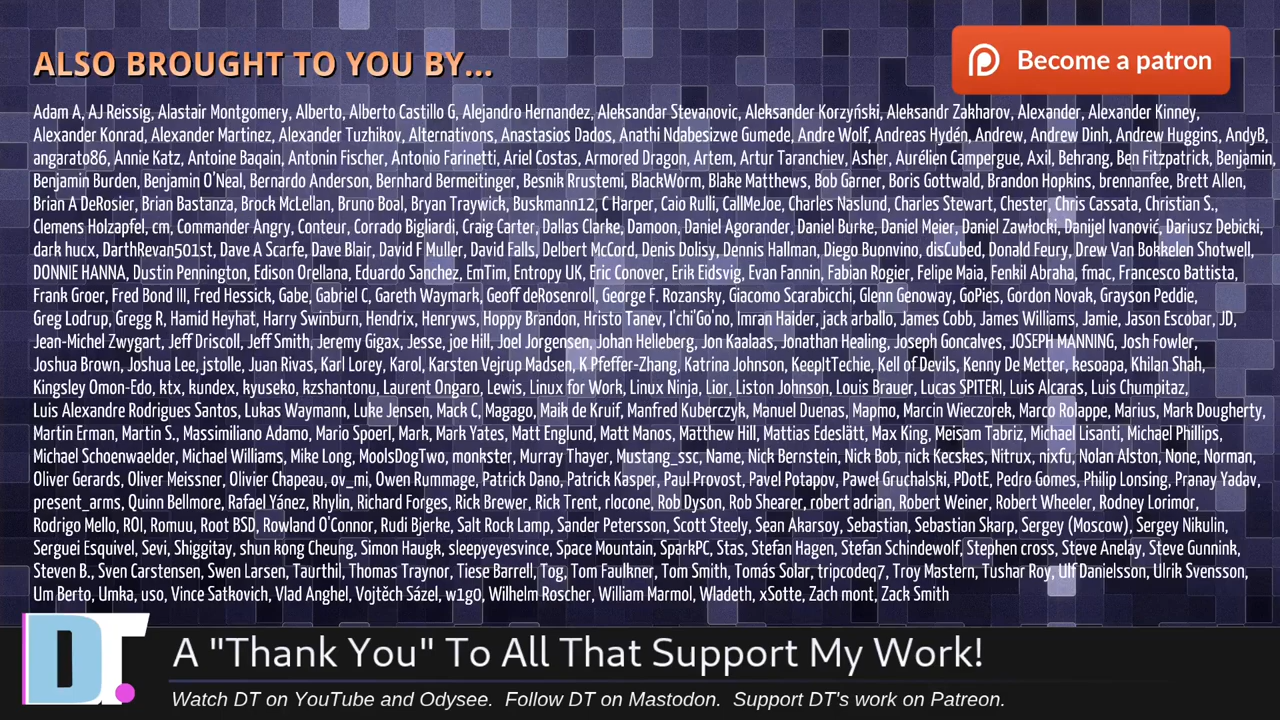 ALSO BROUGHT TO YOU BY...
Become a patron
Adam A, AJ Reissig, Alastair Montgomery, Alberto, Alberto Castillo G, Alejandro Hernandez, Aleksandar Stevanovic, Aleksander Korzyński, Aleksandr Zakharov, Alexander, Alexander Kinney,
Alexander Konrad, Alexander Martinez, Alexander Tuzhikov, Alternativons, Anastasios Dados, Anathi Ndabesizwe Gumede, Andre Wolf, Andreas Hydén, Andrew, Andrew Dinh, Andrew Huggins, AndyB,
angarato86, Annie Katz, Antoine Baqain, Antonin Fischer, Antonio Farinetti, Ariel Costas, Armored Dragon, Artem, Artur Taranchiev, Asher, Aurélien Campergue, Axil, Behrang, Ben Fitzpatrick, Benjamin,
Benjamin Burden, Benjamin O'Neal, Bernardo Anderson, Bernhard Bermeitinger, Besnik Rrustemi, BlackWorm, Blake Matthews, Bob Garner, Boris Gottwald, Brandon Hopkins, brennanfee, Brett Allen,
Brian A DeRosier, Brian Bastanza, Brock McLellan, Bruno Boal, Bryan Traywick, Buskmann12, C Harper, Caio Rulli, CallMeJoe, Charles Naslund, Charles Stewart, Chester, Chris Cassata, Christian S.,
Clemens Holzapfel, cm, Commander Angry, Conteur, Corrado Bigliardi, Craig Carter, Dallas Clarke, Damoon, Daniel Agorander, Daniel Burke, Daniel Meier, Daniel Zawłocki, Danijel Ivanović, Dariusz Debicki,
dark hucx, DarthRevan501st, Dave A Scarfe, Dave Blair, David F Muller, David Falls, Delbert McCord, Denis Dolisy, Dennis Hallman, Diego Buonvino, disCubed, Donald Feury, Drew Van Bokkelen Shotwell,
DONNIE HANNA, Dustin Pennington, Edison Orellana, Eduardo Sanchez, EmTim, Entropy UK, Eric Conover, Erik Eidsvig, Evan Fannin, Fabian Rogier, Felipe Maia, Fenkil Abraha, fmac, Francesco Battista,
Frank Groer, Fred Bond III, Fred Hessick, Gabe, Gabriel C, Gareth Waymark, Geoff deRosenroll, George F. Rozansky, Giacomo Scarabicchi, Glenn Genoway, GoPies, Gordon Novak, Grayson Peddie,
Greg Lodrup, Gregg R, Hamid Heyhat, Harry Swinburn, Hendrix, Henryws, Hoppy Brandon, Hristo Tanev, I'chi'Go'no, Imran Haider, jack arballo, James Cobb, James Williams, Jamie, Jason Escobar, JD,
Jean-Michel Zwygart, Jeff Driscoll, Jeff Smith, Jeremy Gigax, Jesse, joe Hill, Joel Jorgensen, Johan Helleberg, Jon Kaalaas, Jonathan Healing, Joseph Goncalves, JOSEPH MANNING, Josh Fowler,
Joshua Brown, Joshua Lee, jstolle, Juan Rivas, Karl Lorey, Karol, Karsten Vejrup Madsen, K Pfeffer-Zhang, Katrina Johnson, KeepItTechie, Kell of Devils, Kenny De Metter, kesoapa, Khilan Shah,
Kingsley Omon-Edo, ktx, kundex, kyuseko, kzshantonu, Laurent Ongaro, Lewis, Linux for Work, Linux Ninja, Lior, Liston Johnson, Louis Brauer, Lucas SPITERI, Luis Alcaras, Luis Chumpitaz,
Luis Alexandre Rodrigues Santos, Lukas Waymann, Luke Jensen, Mack C, Magago, Maik de Kruif, Manfred Kuberczyk, Manuel Duenas, Mapmo, Marcin Wieczorek, Marco Rolappe, Marius, Mark Dougherty,
Martin Erman, Martin S., Massimiliano Adamo, Mario Spoerl, Mark, Mark Yates, Matt Englund, Matt Manos, Matthew Hill, Mattias Edeslätt, Max King, Meisam Tabriz, Michael Lisanti, Michael Phillips,
Michael Schoenwaelder, Michael Williams, Mike Long, MoolsDogTwo, monkster, Murray Thayer, Mustang_ssc, Name, Nick Bernstein, Nick Bob, nick Kecskes, Nitrux, nixfu, Nolan Alston, None, Norman,
Oliver Gerards, Oliver Meissner, Olivier Chapeau, ov_mi, Owen Rummage, Patrick Dano, Patrick Kasper, Paul Provost, Pavel Potapov, Paweł Gruchalski, PDotE, Pedro Gomes, Philip Lonsing, Pranay Yadav,
present_arms, Quinn Bellmore, Rafael Yánez, Rhylin, Richard Forges, Rick Brewer, Rick Trent, rlocone, Rob Dyson, Rob Shearer, robert adrian, Robert Weiner, Robert Wheeler, Rodney Lorimor,
Rodrigo Mello, ROI, Romuu, Root BSD, Rowland O'Connor, Rudi Bjerke, Salt Rock Lamp, Sander Petersson, Scott Steely, Sean Akarsoy, Sebastian, Sebastian Skarp, Sergey (Moscow), Sergey Nikulin,
Serguei Esquivel, Sevi, Shiggitay, shun kong Cheung, Simon Haugk, sleepyeyesvince, Space Mountain, SparkPC, Stas, Stefan Hagen, Stefan Schindewolf, Stephen cross, Steve Anelay, Steve Gunnink,
Steven B., Sven Carstensen, Swen Larsen, Taurthil, Thomas Traynor, Tiese Barrell, Tog, Tom Faulkner, Tom Smith, Tomás Solar, tripcodeq7, Troy Mastern, Tushar Roy, Ulf Danielsson, Ulrik Svensson,
Um Berto, Umka, uso, Vince Satkovich, Vlad Anghel, Vojtěch Sázel, w1g0, Wilhelm Roscher, William Marmol, Wladeth, xSotte, Zach mont, Zack Smith
DT
A "Thank You" To All That Support My Work!
Watch DT on YouTube and Odysee. Follow DT on Mastodon. Support DT's work on Patreon.